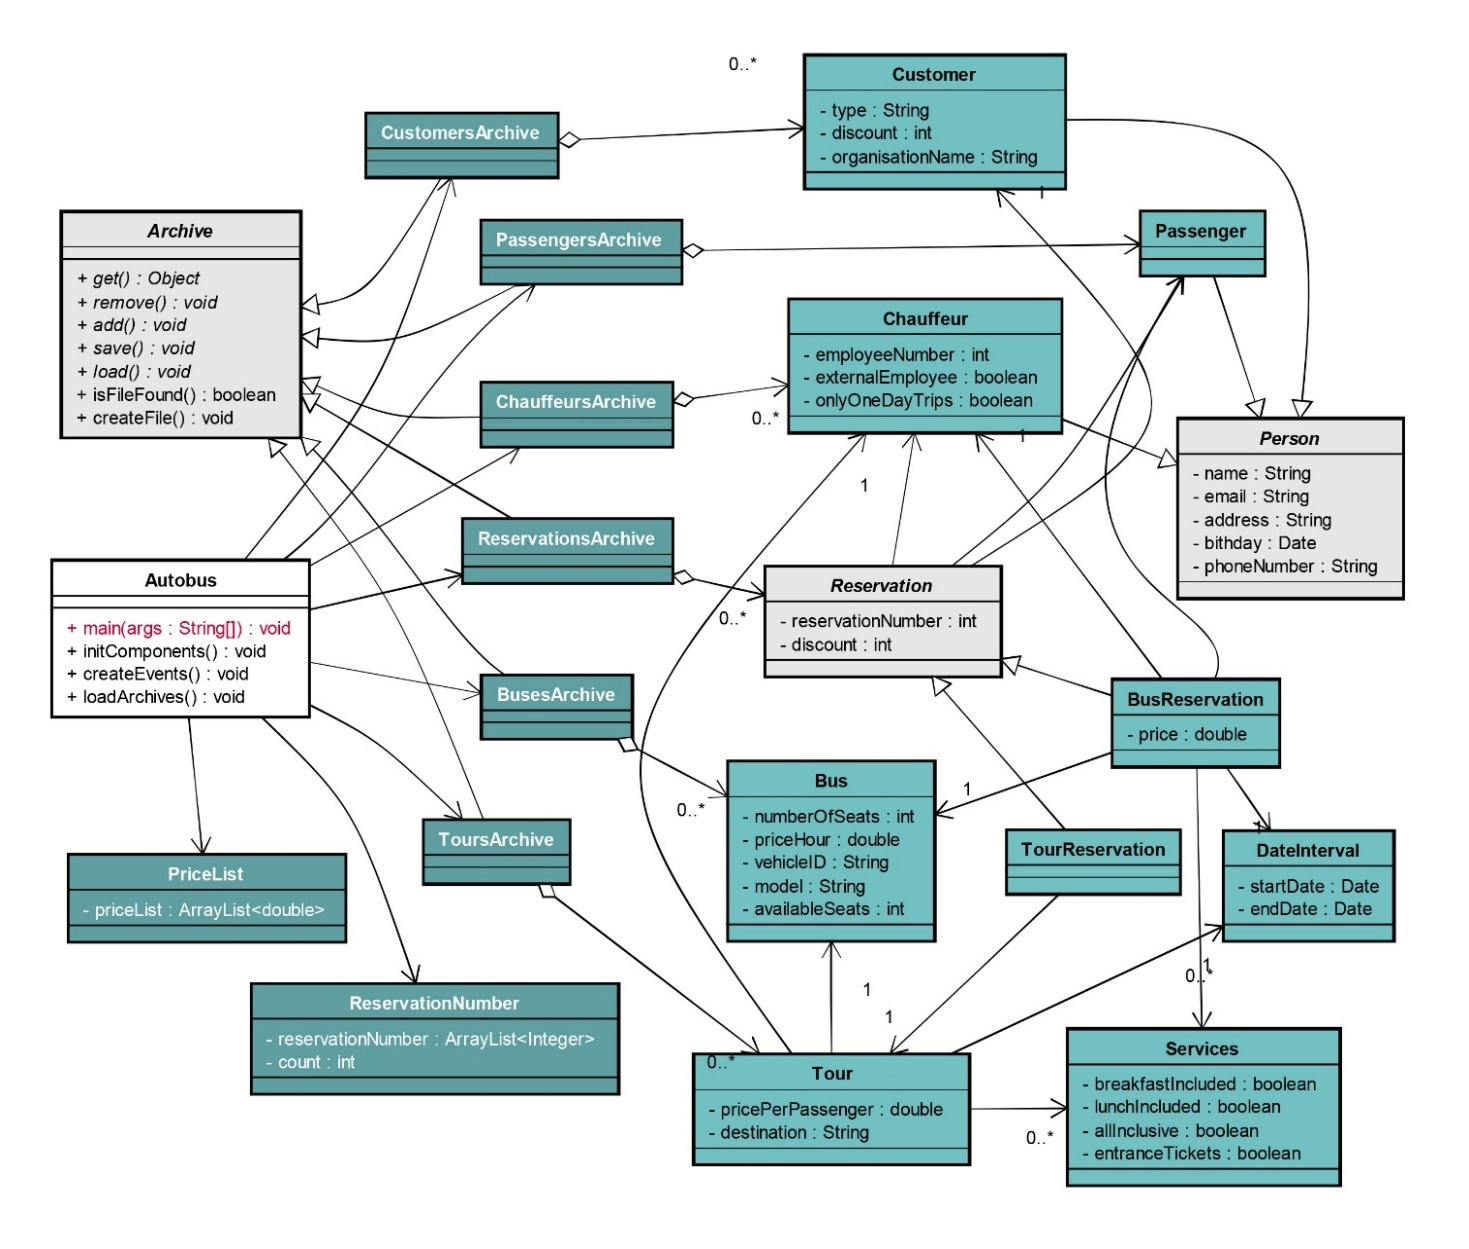 0..*
Customer
- type : String
- discount : int
- organisationName : String
1
CustomersArchive
Archive
+ get() : Object
+ remove() : void
+ add() : void
+ save() : void
+ load() : void
+ isFileFound() : boolean
+ createFile() : void
PassengersArchive
Passenger
Chauffeur
- employeeNumber : int
- externalEmployee : boolean
- onlyOneDayTrips : boolean
ChauffeursArchive
0..*
1
1
Person
- name : String
- email : String
- address : String
- bithday : Date
- phoneNumber : String
ReservationsArchive
0..*
Reservation
- reservationNumber : int
- discount : int
Autobus
+ main(args : String[]) : void
+ initComponents() : void
+ createEvents() : void
+ loadArchives() : void
BusesArchive
0..*
BusReservation
- price : double
1
Bus
- numberOfSeats : int
- priceHour : double
- vehicleID : String
- model : String
- availableSeats : int
ToursArchive
TourReservation
1
DateInterval
- startDate : Date
- endDate : Date
PriceList
- priceList : ArrayList<double>
1
0..*
1
1
ReservationNumber
- reservationNumber : ArrayList<Integer>
- count : int
0..*
Tour
- pricePerPassenger : double
- destination : String
0..*
Services
- breakfastIncluded : boolean
- lunchIncluded : boolean
- allInclusive : boolean
- entranceTickets : boolean